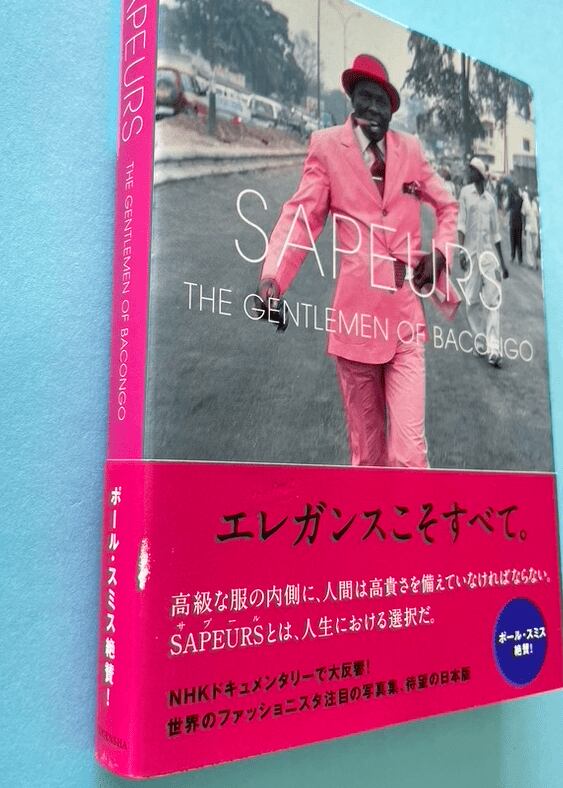 SAPEURS
THE GENTLEMEN OF BACONGO
エレガンスこそすべて。
高級な服の内側に、人間は高貴さを備えていなければならない。
サプール
SAPEURSとは、人生における選択だ。
NHKドキュメンタリーで大反響!
世界のファッショニスタ注目の写真集、待望の日本版
ポール・スミス
絶賛!
APEURS THE GENTLEMEN OF BACONGO
ポール・スミス 絶賛!